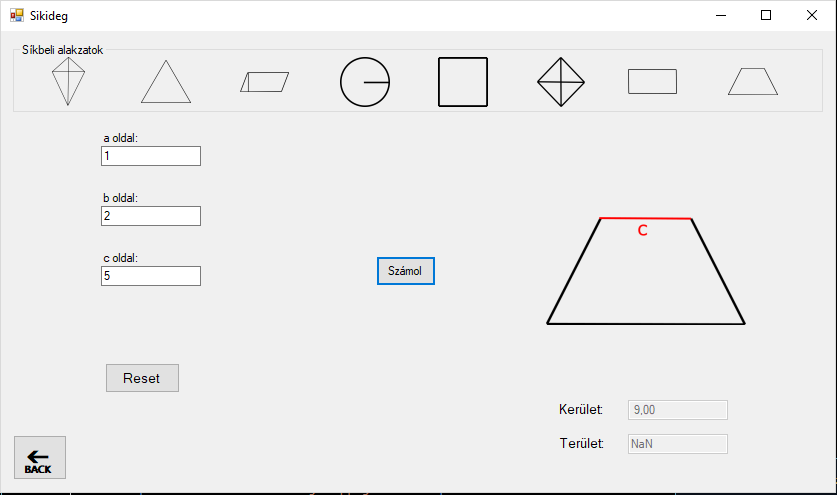 Sikideg
Síkbeli alakzatok
a oldal:
1
b oldal:
2
c oldal:
5
Számol
C
Reset
Kerület:
9,00
Terület:
NaN
BACK